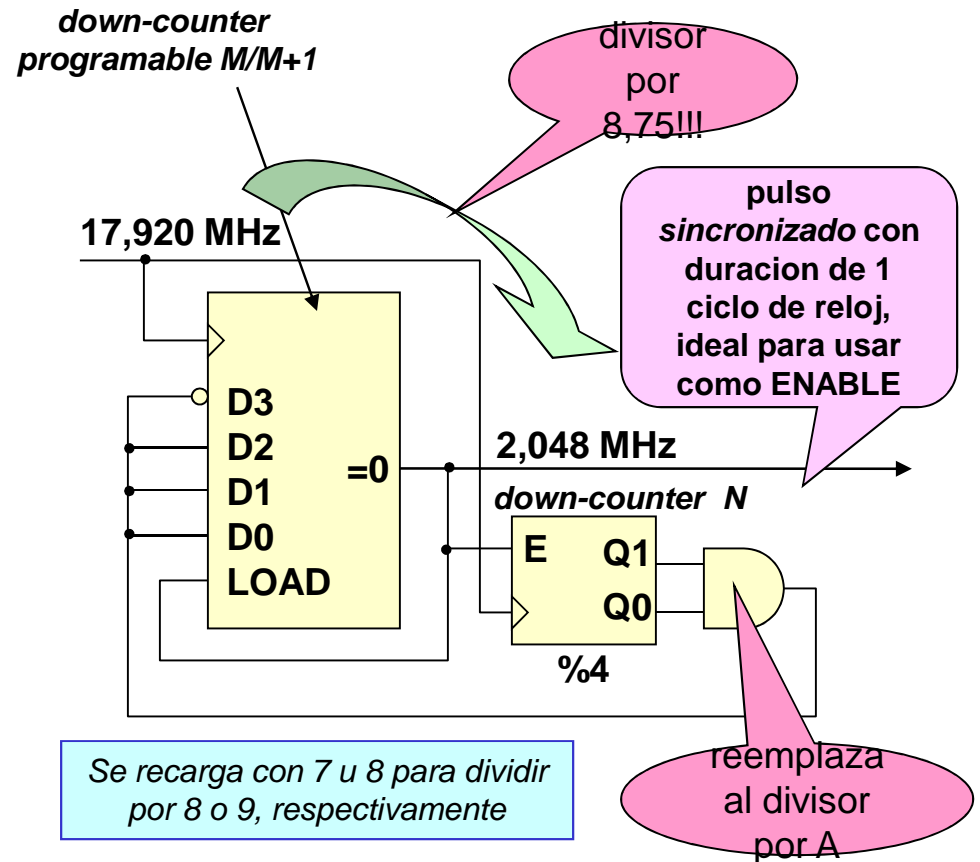 down-counter
programable M/M+1
divisor
por
8,75!!!
pulso
sincronizado con
duracion de 1
ciclo de reloj,
ideal para usar
como ENABLE
17,920 MHz
D3
D2
D1
D0
LOAD
=0
2,048 MHz
down-counter N
E Q1
Q0
%4
Se recarga con 7 u 8 para dividir
por 8 o 9, respectivamente
reemplaza
al divisor
por A